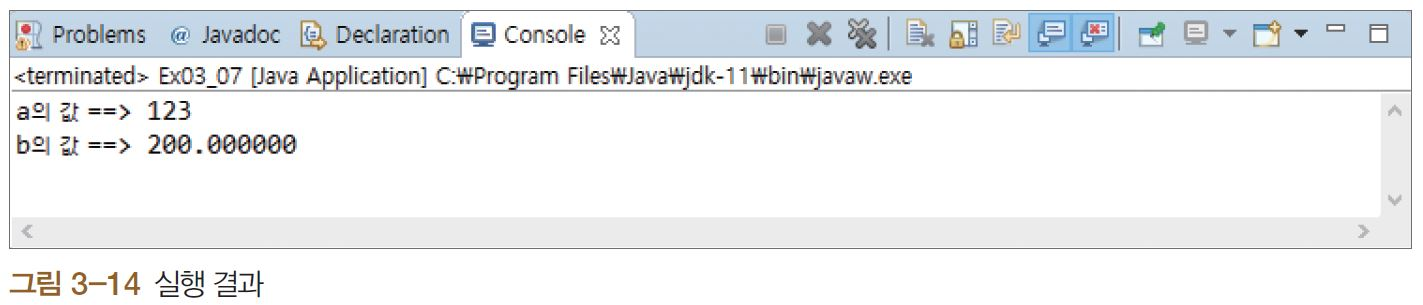 Problems @ Javadoc Declaration Console
<terminated> Ex03_07 [Java Application] C:₩Program Files₩Java₩jdk-11₩bin₩javaw.exe
a의 값 ==> 123
b의 값 ==> 200.000000
그림 3-14 실행 결과